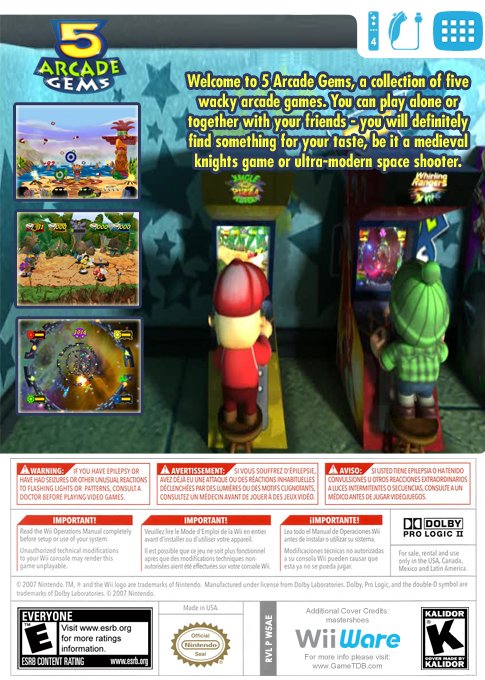 5
ARCADE
GEMS
4
Welcome to 5 Arcade Gems, a collection of five
wacky arcade games. You can play alone or
together with your friends - you will definitely
find something for your taste, be it a medieval
knights game or ultra-modern space shooter.
JUNGLE
PIZZA
Whirling
Rangers
WARNING: IF YOU HAVE EPILEPSY OR
HAVE HAD SEIZURES OR OTHER UNUSUAL REACTIONS
TO FLASHING LIGHTS OR PATTERNS, CONSULT A
DOCTOR BEFORE PLAYING VIDEO GAMES.
AVERTISSEMENT: SI VOUS SOUFFREZ D'ÉPILEPSIE,
AVEZ DÉJÀ EU UNE ATTAQUE OU DES RÉACTIONS INHABITUELLES
DÉCLENCHÉES PAR DES LUMIÈRES OU DES MOTIFS CLIGNOTANTS,
CONSULTEZ UN MÉDECIN AVANT DE JOUER À DES JEUX VIDÉO.
AVISO: SI USTED TIENE EPILEPSIA O HA TENIDO
CONVULSIONES U OTROS REACCIONES EXTRAORDINARIOS
A LUCES INTERMITENTES O SECUENCIAS, CONSULTE A UN
MÉDICO ANTES DE JUGAR VIDEOJUEGOS.
IMPORTANT!
Read the Wii Operations Manual completely
before setup or use of your system.
Unauthorized technical modifications
to your Wii console may render this
game unplayable.
IMPORTANT!
Veuillez lire le Mode d'Emploi de la Wii en entier
avant d'installer ou d'utiliser votre appareil.
Il est possible que ce jeu ne soit plus fonctionnel
après que des modifications techniques non-
autorisées aient été effectuées sur votre console Wii.
¡IMPORTANT!
Lea todo el Manual de Operaciones Wii
antes de instalar o utilizar su sistema.
Modificaciones técnicas no autorizadas
a su consola Wii pueden causar que
esta ya no se pueda jugar.
DOLBY
PRO LOGIC II
For sale, rental and use
only in the USA, Canada,
Mexico and Latin America.
© 2007 Nintendo. TM, ® and the Wii logo are trademarks of Nintendo. Manufactured under license from Dolby Laboratories. Dolby, Pro Logic, and the double-D symbol are
trademarks of Dolby Laboratories. © 2007 Nintendo.
EVERYONE
E
Visit www.esrb.org
for more ratings
information.
ESRB CONTENT RATING www.esrb.org
Made in USA
Official
Nintendo
Seal
RVL P W5AE
Additional Cover Credits:
mastershoes
WiiWare
For more info please visit:
www.GameTDB.com
KALIDOR
K
COVER MADE BY
KALIDOR